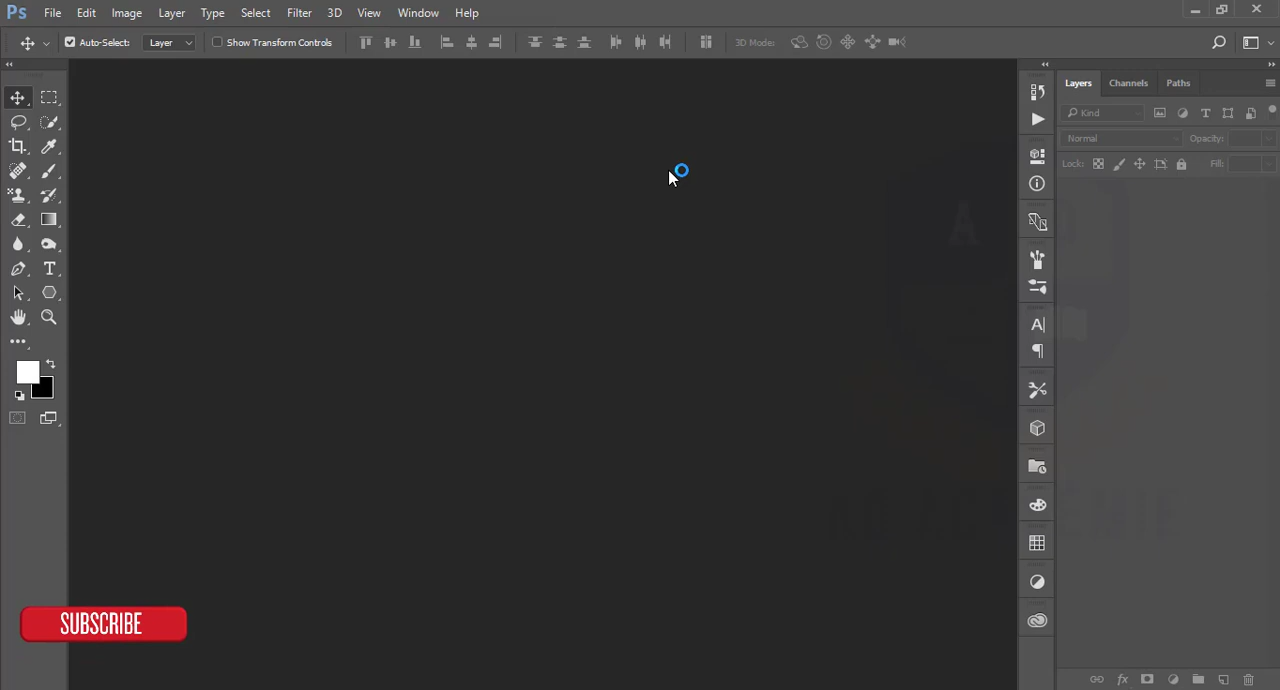 Ps File Edit Image Layer Type Select Filter 3D View Window Help
Auto-Select: Layer Show Transform Controls 3D Mode:
Layers Channels Paths
Kind
Normal Opacity:
Lock: Fill:
SUBSCRIBE